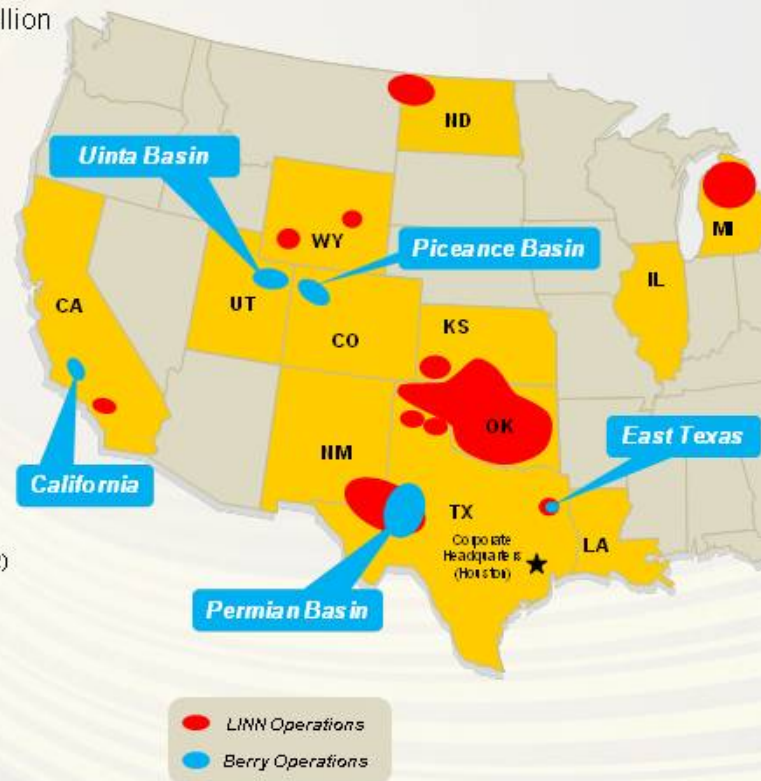 llion
ND
Uinta Basin
MI
WY
Piceance Basin
IL
CA
UT
KS
CO
OK
East Texas
NM
California
TX
Corporate
Headquarters
(Houston)
LA
)
Permian Basin
LINN Operations
Berry Operations